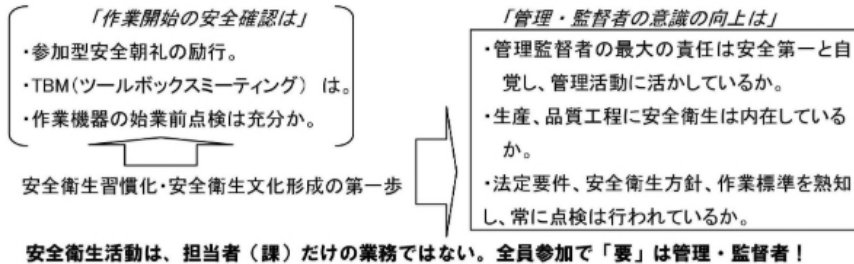 「作業開始の安全確認は」
・参加型安全朝礼の励行。
・TBM(ツールボックスミーティング) は。
・作業機器の始業前点検は充分か。
安全衛生習慣化・安全衛生文化形成の第一歩
「管理・監督者の意識の向上は」
・管理監督者の最大の責任は安全第一と自
覚し、管理活動に活かしているか。
・生産、品質工程に安全衛生は内在している
か。
・法定要件、安全衛生方針、作業標準を熟知
し、常に点検は行われているか。
安全衛生活動は、担当者（課）だけの業務ではない。全員参加で「要」は管理・監督者！